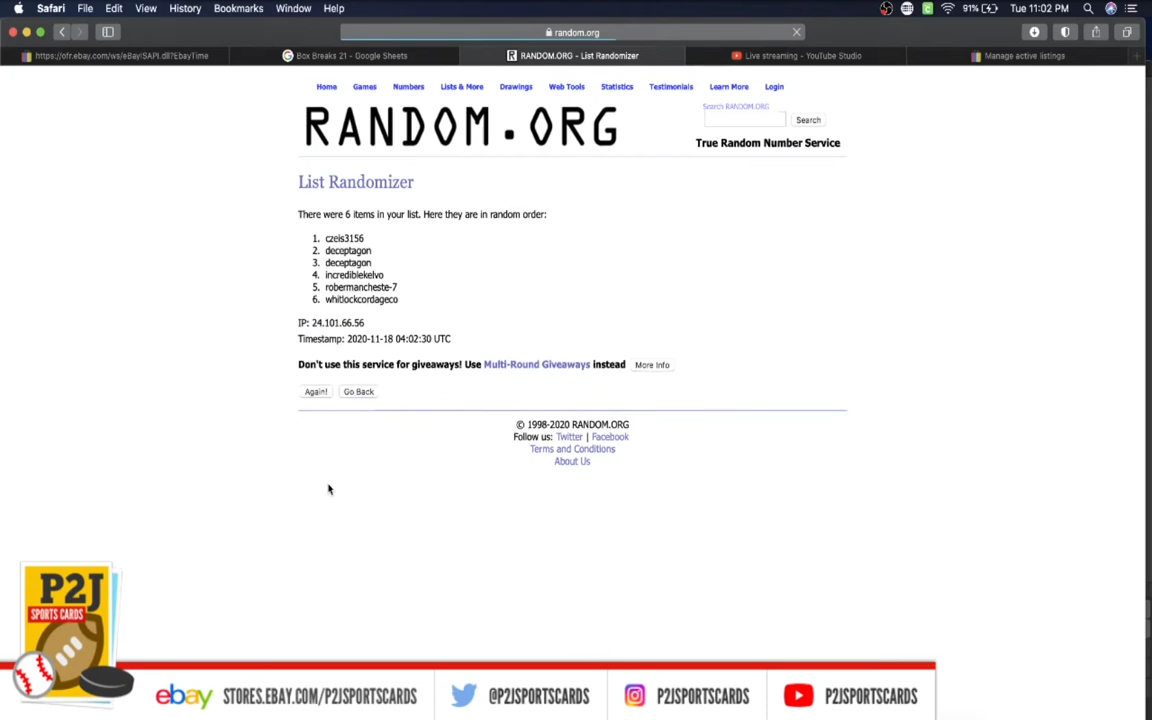 Safari File Edit View History Bookmarks Window Help 91% Tue 11:02 PM
random.org
https://ofr.ebay.com/ws/eBayISAPI.dll?EbayTime Box Breaks 21 - Google Sheets RANDOM.ORG - List Randomizer Live streaming - YouTube Studio Manage active listings
Home Games Numbers Lists & More Drawings Web Tools Statistics Testimonials Learn More Login
RANDOM.ORG
Search RANDOM.ORG
Search
True Random Number Service
List Randomizer
There were 6 items in your list. Here they are in random order:
1. czeis3156
2. deceptagon
3. deceptagon
4. incrediblekelvo
5. robermancheste-7
6. whitlockcordageco
IP: 24.101.66.56
Timestamp: 2020-11-18 04:02:30 UTC
Don't use this service for giveaways! Use Multi-Round Giveaways instead More Info
Again! Go Back
© 1998-2020 RANDOM.ORG
Follow us: Twitter | Facebook
Terms and Conditions
About Us
P2J
SPORTS CARDS
ebay STORES.EBAY.COM/P2JSPORTSCARDS @P2JSPORTSCARDS P2JSPORTSCARDS P2JSPORTSCARDS